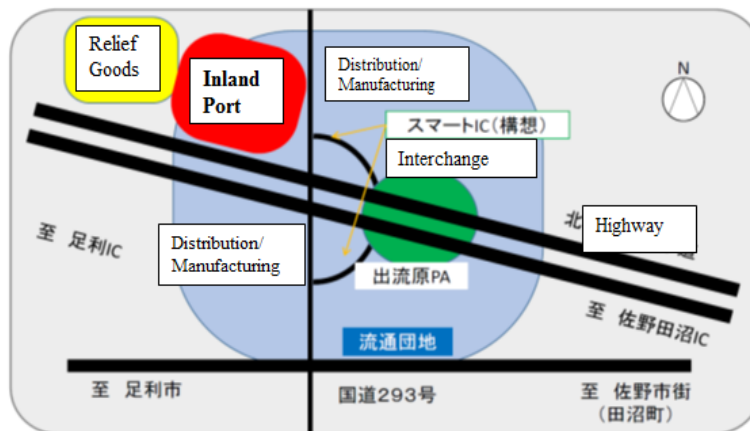 Relief
Goods
Inland
Port
Distribution/
Manufacturing
N
スマートIC(構想)
Interchange
北
Highway
道
至 足利IC
Distribution/
Manufacturing
出流原PA
至 佐野田沼IC
流通団地
至 足利市
国道293号
至 佐野市街
(田沼町)